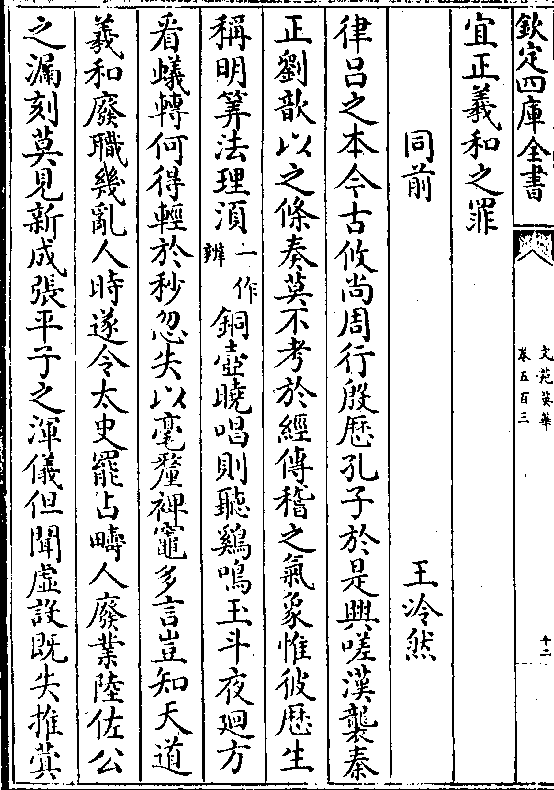 欽定四庫全書
文苑英華
卷五百三
十二
宜正羲和之罪
同前
王泠然
律吕之本今古攸尚周行殷厯孔子於是興嗟漢襲秦
正劉歆以之條奏莫不考於經傳稽之氣象惟彼厯生
稱明筭法理湏一作辨銅壺曉唱則聽鷄鳴玉斗夜廻方
看蟻轉何得輕於秒忽失以毫釐裨竈多言豈知天道
羲和廢職幾亂人時遂令太史罷占疇人廢業陸佐公
之漏刻莫見新成張平子之渾儀但聞虚設既失推蓂